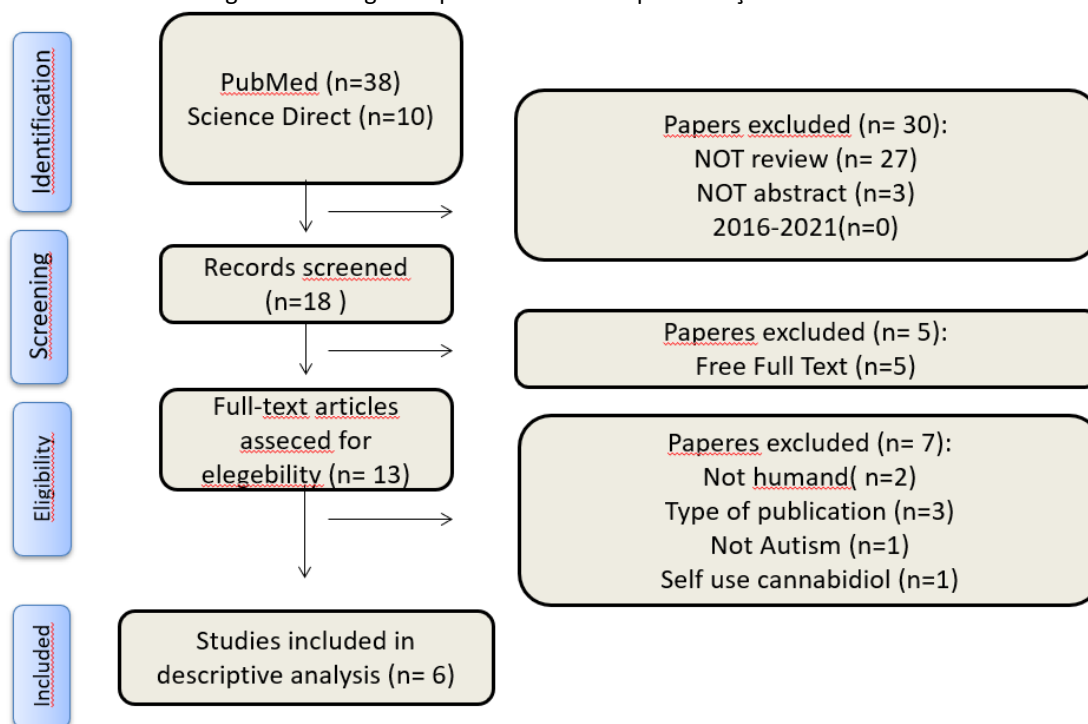 Identification
PubMed (n=38)
Science Direct (n=10)
Papers excluded (n= 30):
NOT review (n= 27)
NOT abstract (n=3)
2016-2021(n=0)
Screening
Records screened
(n=18 )
Paperes excluded (n= 5):
Free Full Text (n=5)
Eligibility
Full-text articles
asseced for
elegebility (n= 13)
Paperes excluded (n= 7):
Not humand( n=2)
Type of publication (n=3)
Not Autism (n=1)
Self use cannabidiol (n=1)
Included
Studies included in
descriptive analysis (n= 6)